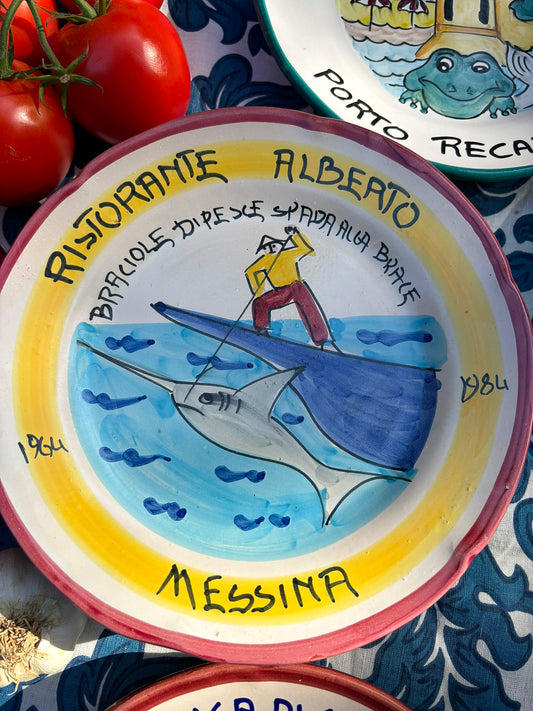 RISTORANTE ALBERTO
BRACIOLE DI PESCE SPADA ALLA BRACE
1964
1984
MESSINA
PORTO RECA